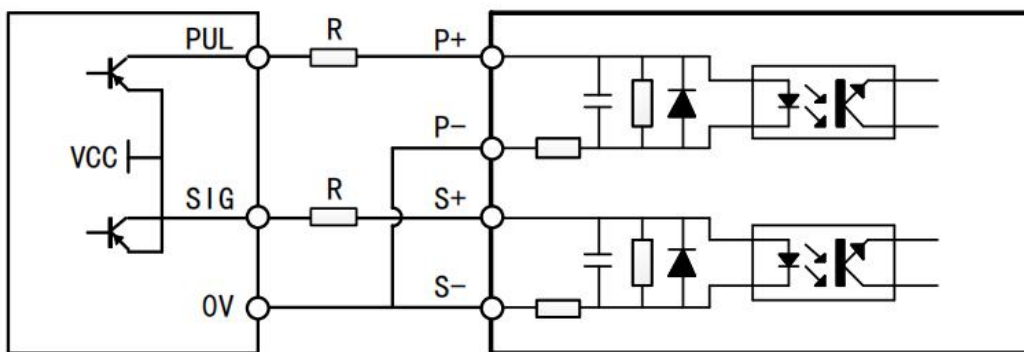 PUL R P+
P-
VCC
SIG R S+
0V S-